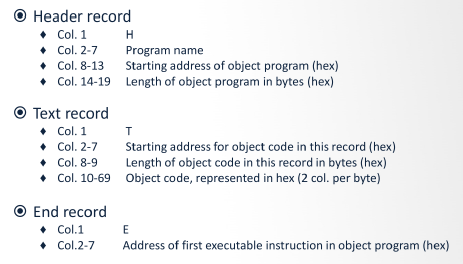 Header record
Col. 1 H
Col. 2-7 Program name
Col. 8-13 Starting address of object program (hex)
Col. 14-19 Length of object program in bytes (hex)
Text record
Col. 1 T
Col. 2-7 Starting address for object code in this record (hex)
Col. 8-9 Length of object code in this record in bytes (hex)
Col. 10-69 Object code, represented in hex (2 col. per byte)
End record
Col.1 E
Col.2-7 Address of first executable instruction in object program (hex)